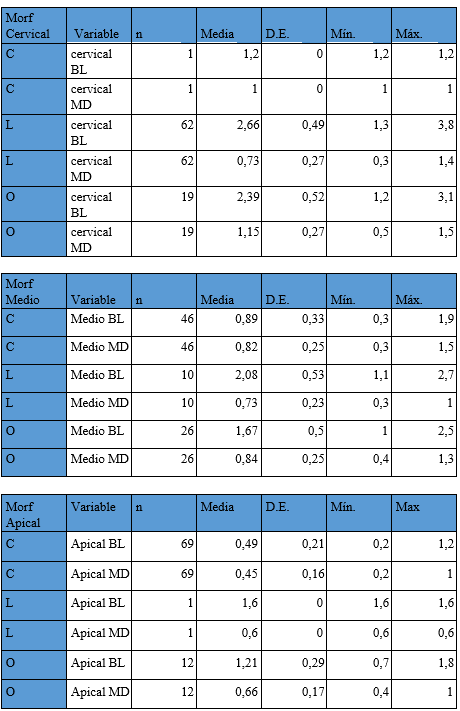 Morf Cervical Variable n Media D.E. Mín. Máx.
C cervical BL 1 1,2 0 1,2 1,2
C cervical MD 1 1 0 1 1
L cervical BL 62 2,66 0,49 1,3 3,8
L cervical MD 62 0,73 0,27 0,3 1,4
O cervical BL 19 2,39 0,52 1,2 3,1
O cervical MD 19 1,15 0,27 0,5 1,5
Morf Medio Variable n Media D.E. Mín. Máx.
C Medio BL 46 0,89 0,33 0,3 1,9
C Medio MD 46 0,82 0,25 0,3 1,5
L Medio BL 10 2,08 0,53 1,1 2,7
L Medio MD 10 0,73 0,23 0,3 1
O Medio BL 26 1,67 0,5 1 2,5
O Medio MD 26 0,84 0,25 0,4 1,3
Morf Apical Variable n Media D.E. Mín. Max
C Apical BL 69 0,49 0,21 0,2 1,2
C Apical MD 69 0,45 0,16 0,2 1
L Apical BL 1 1,6 0 1,6 1,6
L Apical MD 1 0,6 0 0,6 0,6
O Apical BL 12 1,21 0,29 0,7 1,8
O Apical MD 12 0,66 0,17 0,4 1